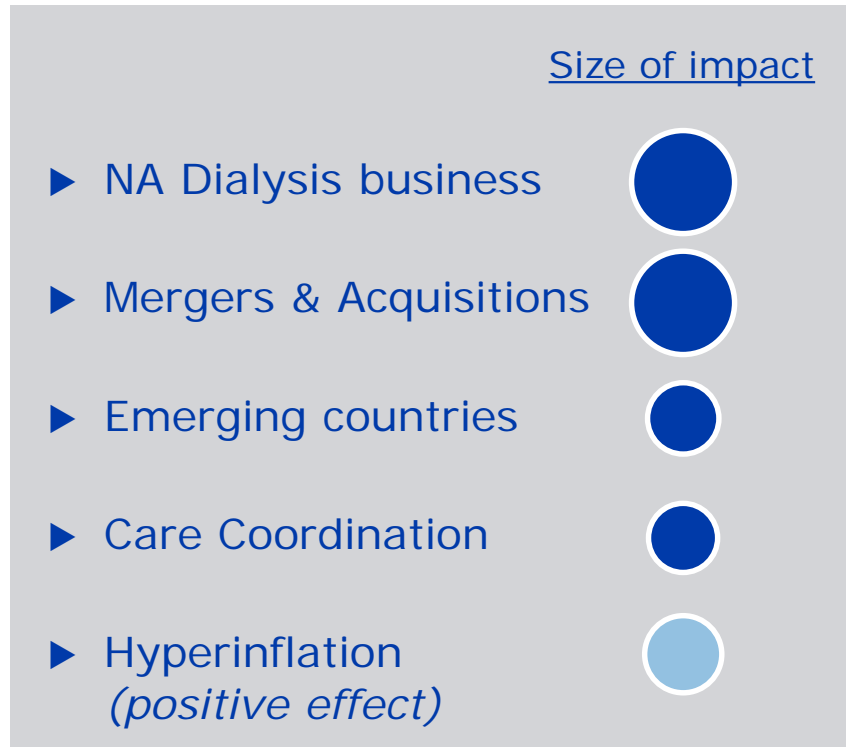 Size of impact
NA Dialysis business
Mergers & Acquisitions
Emerging countries
Care Coordination
Hyperinflation
(positive effect)